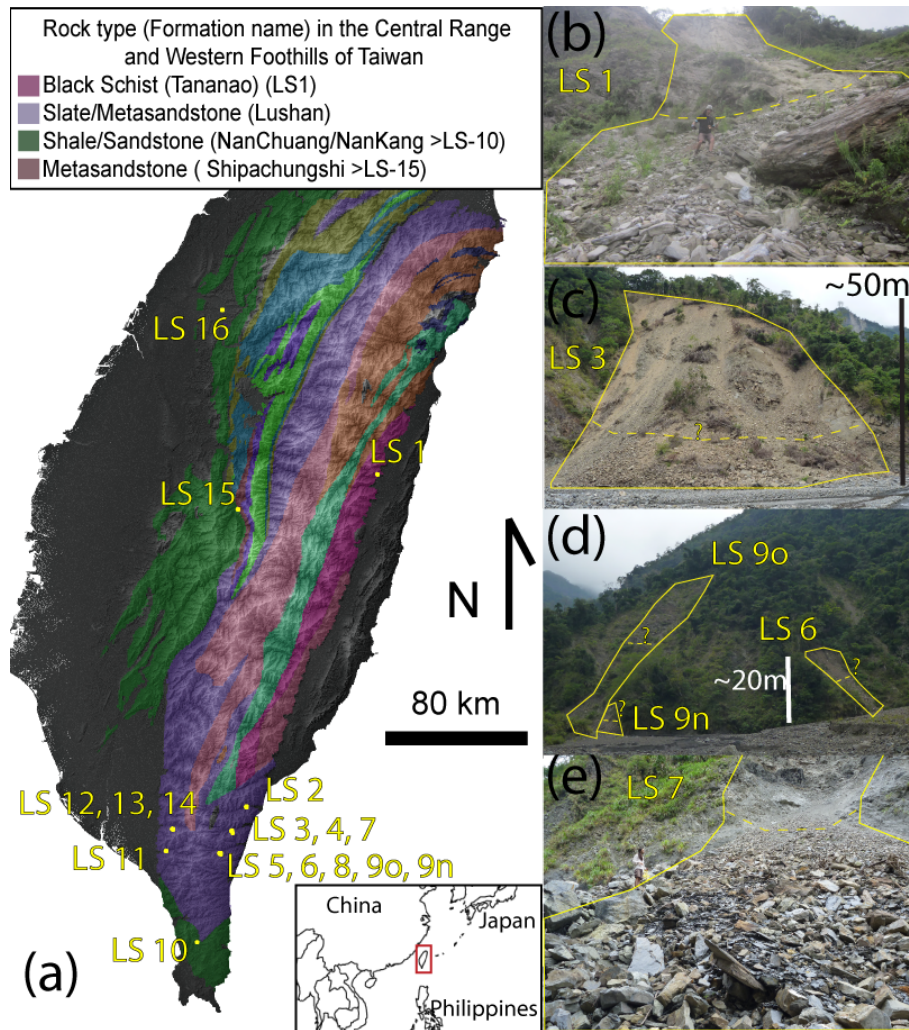 Rock type (Formation name) in the Central Range
and Western Foothills of Taiwan
Black Schist (Tananao) (LS1)
Slate/Metasandstone (Lushan)
Shale/Sandstone (NanChuang/NanKang >LS-10)
Metasandstone ( Shipachungshi >LS-15)
LS 16
LS 15
LS 1
N
80 km
LS 12, 13, 14
LS 2
LS 3, 4, 7
LS 11
LS 5, 6, 8, 9o, 9n
LS 10
(a)
China
Japan
Philippines
(b)
LS 1
(c)
~50m
LS 3
?
(d)
LS 9o
LS 6
?
?
~20m
?
LS 9n
(e)
LS 7